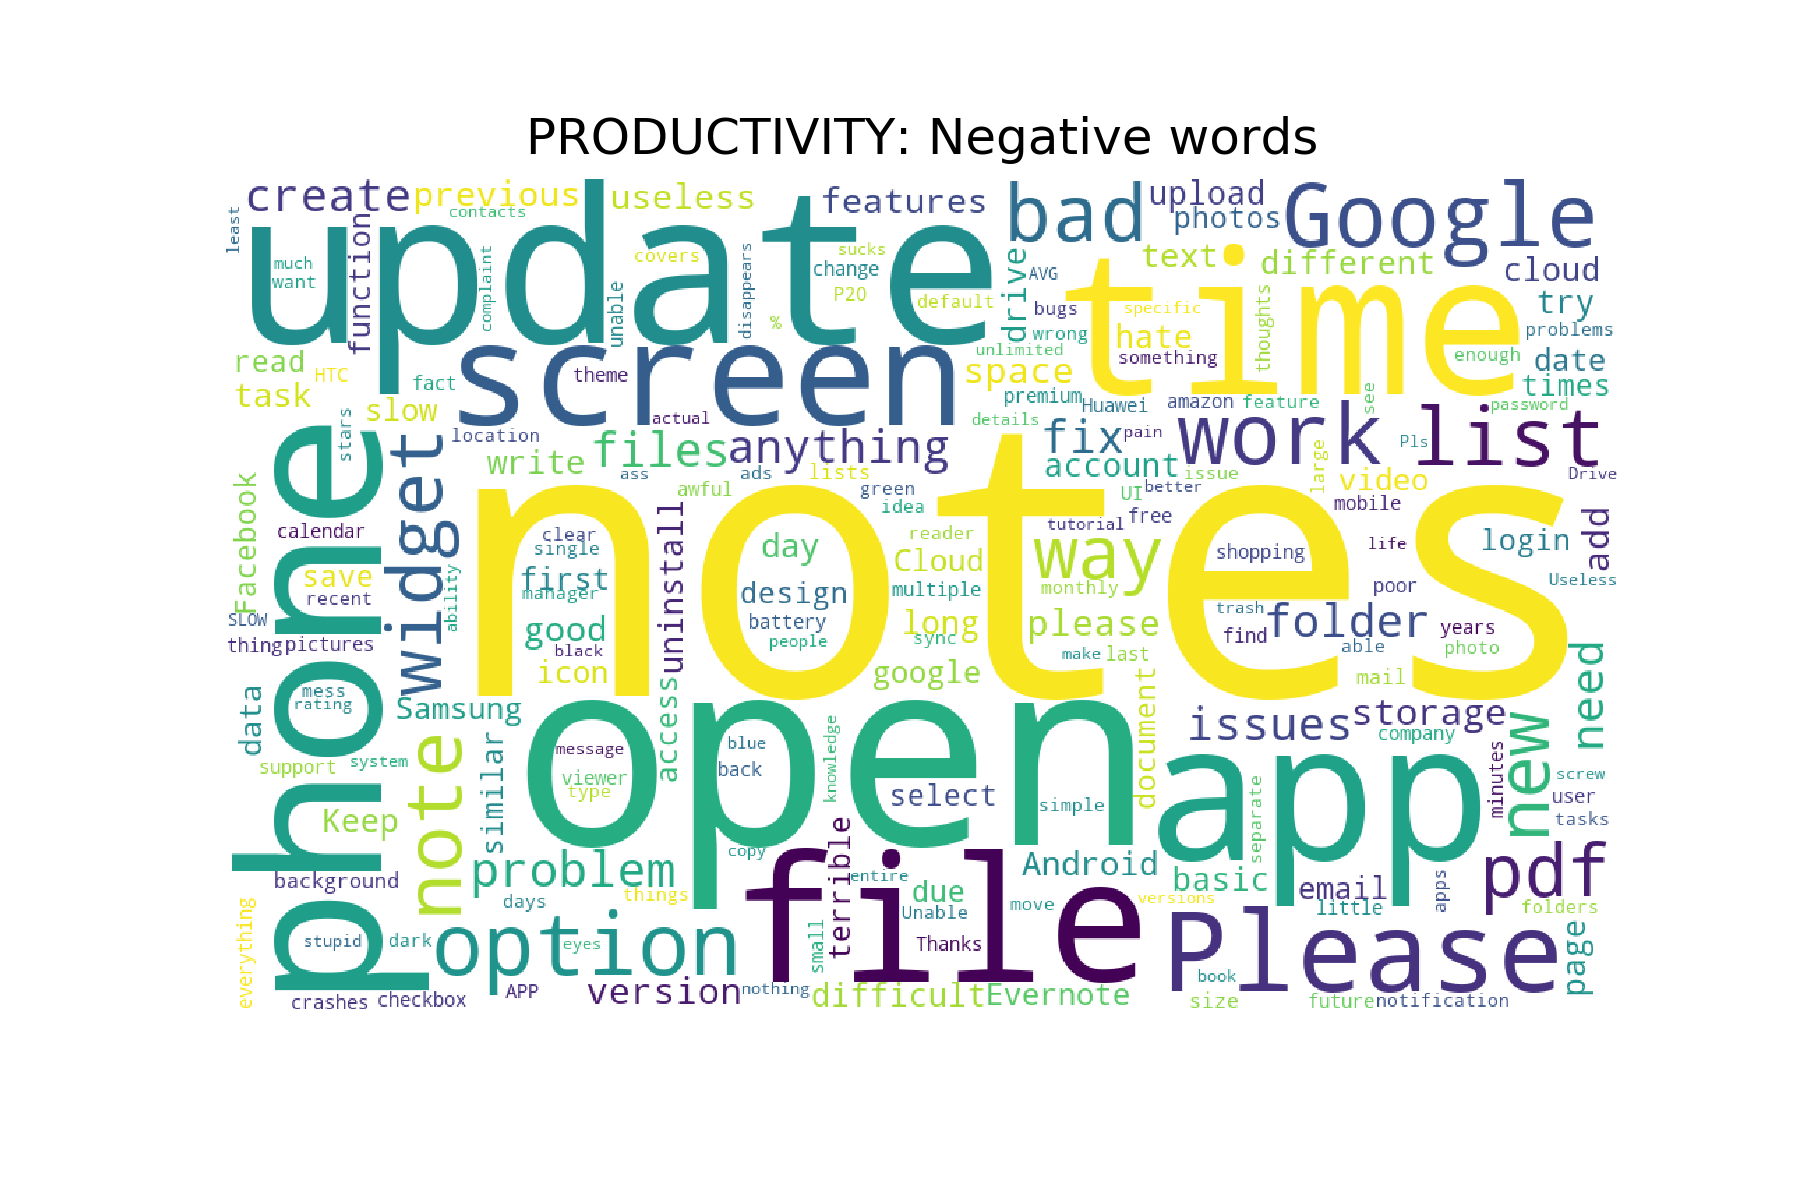 PRODUCTIVITY: Negative words
create
previous
useless
features
bad
upload
photos
Google
least
contacts
function
update
much
want
complaint
unable
covers
disappears
sucks
change
P20
default
%
drive
AVG
bugs
wrong
text
different
cloud
time
specific
hate
something
thoughts
try
problems
enough
date
times
read
HTC
task
fact
slow
screen
theme
actual
unlimited
space
premium
details
Huawei
amazon
feature
see
password
stars
location
write
files
anything
fix
pain
work
Pls
list
account
issue
large
video
Drive
phone
widget
ass
ads
lists
awful
green
idea
UI
better
mobile
Facebook
calendar
notes
clear
single
uninstall
day
reader
Cloud
tutorial
free
way
shopping
life
login
add
save
recent
ability
first
manager
design
multiple
monthly
poor
Useless
SLOW
thing
pictures
good
black
battery
people
long
sync
please
trash
folder
find
able
years
photo
icon
google
make
last
mail
need
data
mess
rating
Samsung
access
document
issues
storage
company
new
support
system
note
similar
open
message
viewer
type
blue
back
knowledge
select
simple
app
separate
minutes
screw
user
tasks
Keep
background
problem
copy
file
terrible
entire
Android
basic
email
little
apps
pdf
folders
everything
stupid
dark
days
things
option
eyes
due
Unable
Thanks
small
move
versions
Please
book
page
crashes
checkbox
APP
version
nothing
difficult
Evernote
size
future
notification